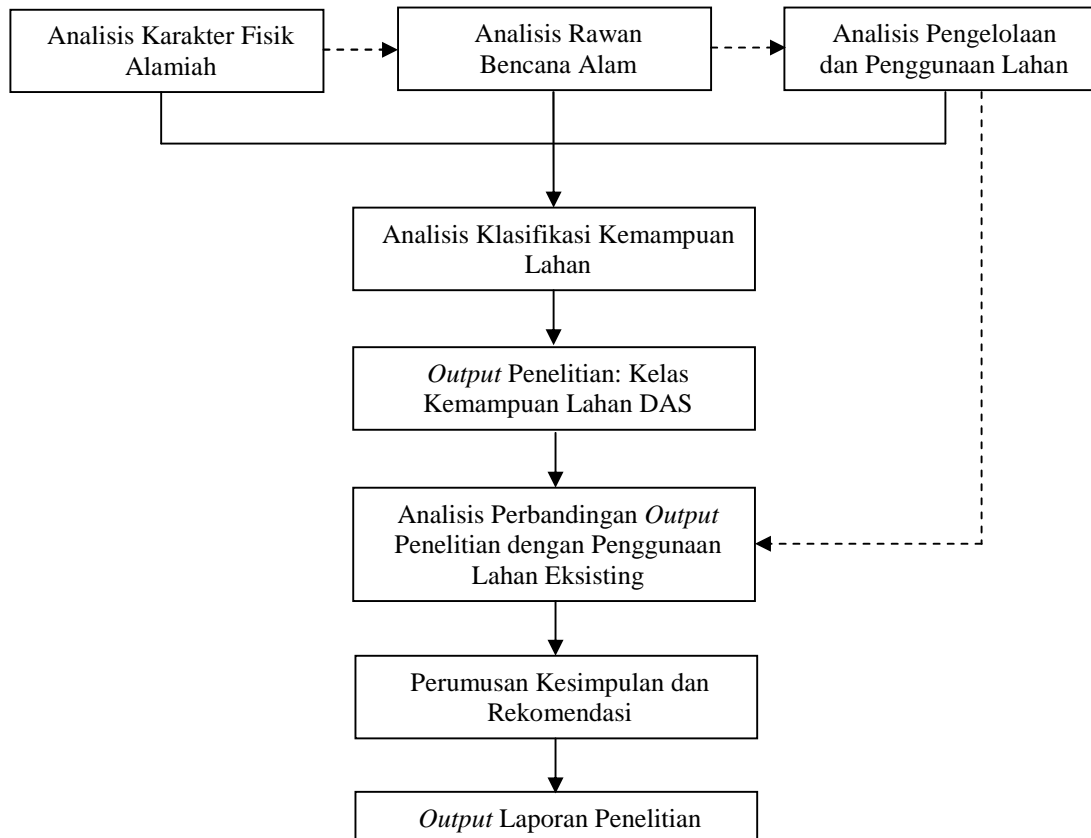 Analisis Karakter Fisik
Alamiah
Analisis Rawan
Bencana Alam
Analisis Pengelolaan
dan Penggunaan Lahan
Analisis Klasifikasi Kemampuan
Lahan
Output Penelitian: Kelas
Kemampuan Lahan DAS
Analisis Perbandingan Output
Penelitian dengan Penggunaan
Lahan Eksisting
Perumusan Kesimpulan dan
Rekomendasi
Output Laporan Penelitian